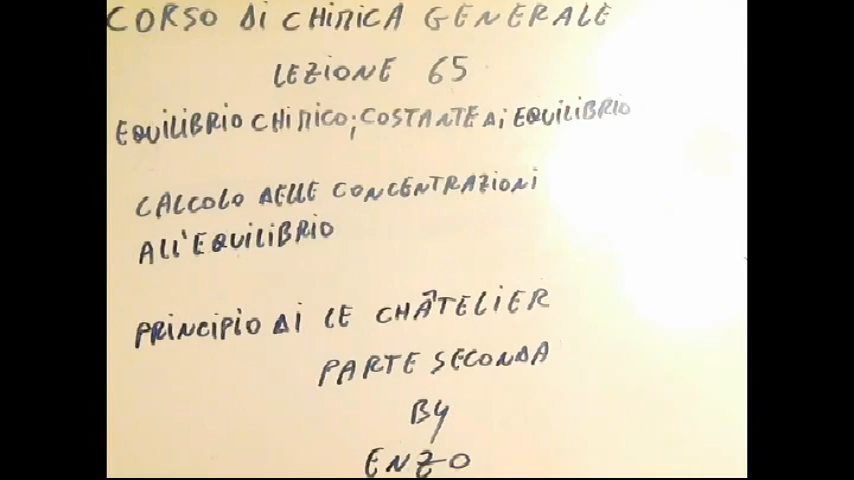 CORSO Di CHiMiCA GENERALE
LEZiONE 65
EQUiLiBRiO CHiMiCO; COSTANTE Di EQUiLiBRiO
CALCOLO DELLE CONCENTRAZiONi
ALL'EQUiLiBRiO
PRiNCiPiO Di LE CHÂTELiER
PARTE SECONDA
BY
ENZO